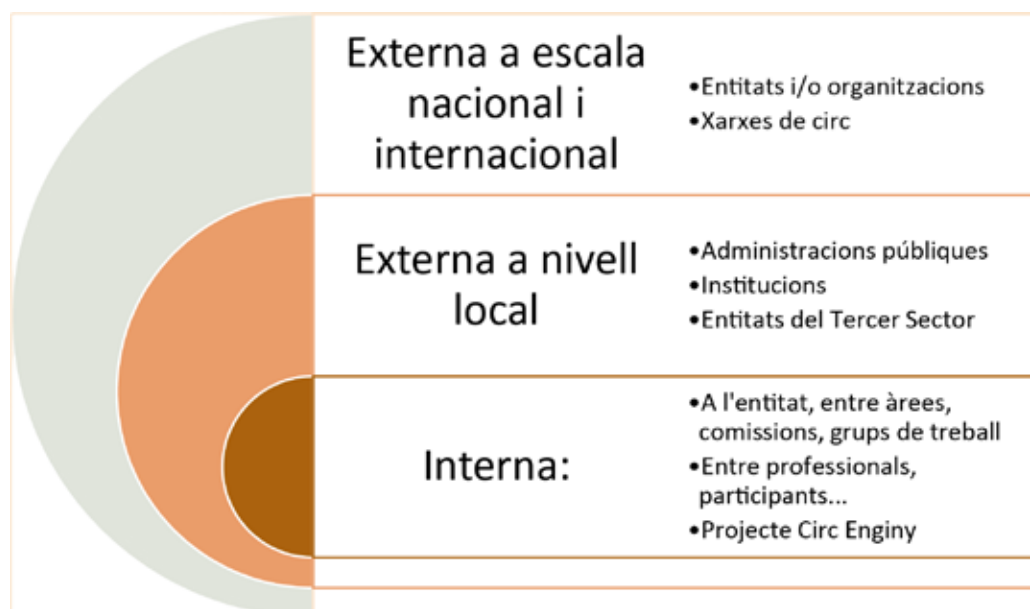 Externa a escala
nacional i
internacional
•Entitats i/o organitzacions
•Xarxes de circ
Externa a nivell
local
•Administracions públiques
•Institucions
•Entitats del Tercer Sector
Interna:
•A l'entitat, entre àrees,
comissions, grups de treball
•Entre professionals,
participants...
•Projecte Circ Enginy